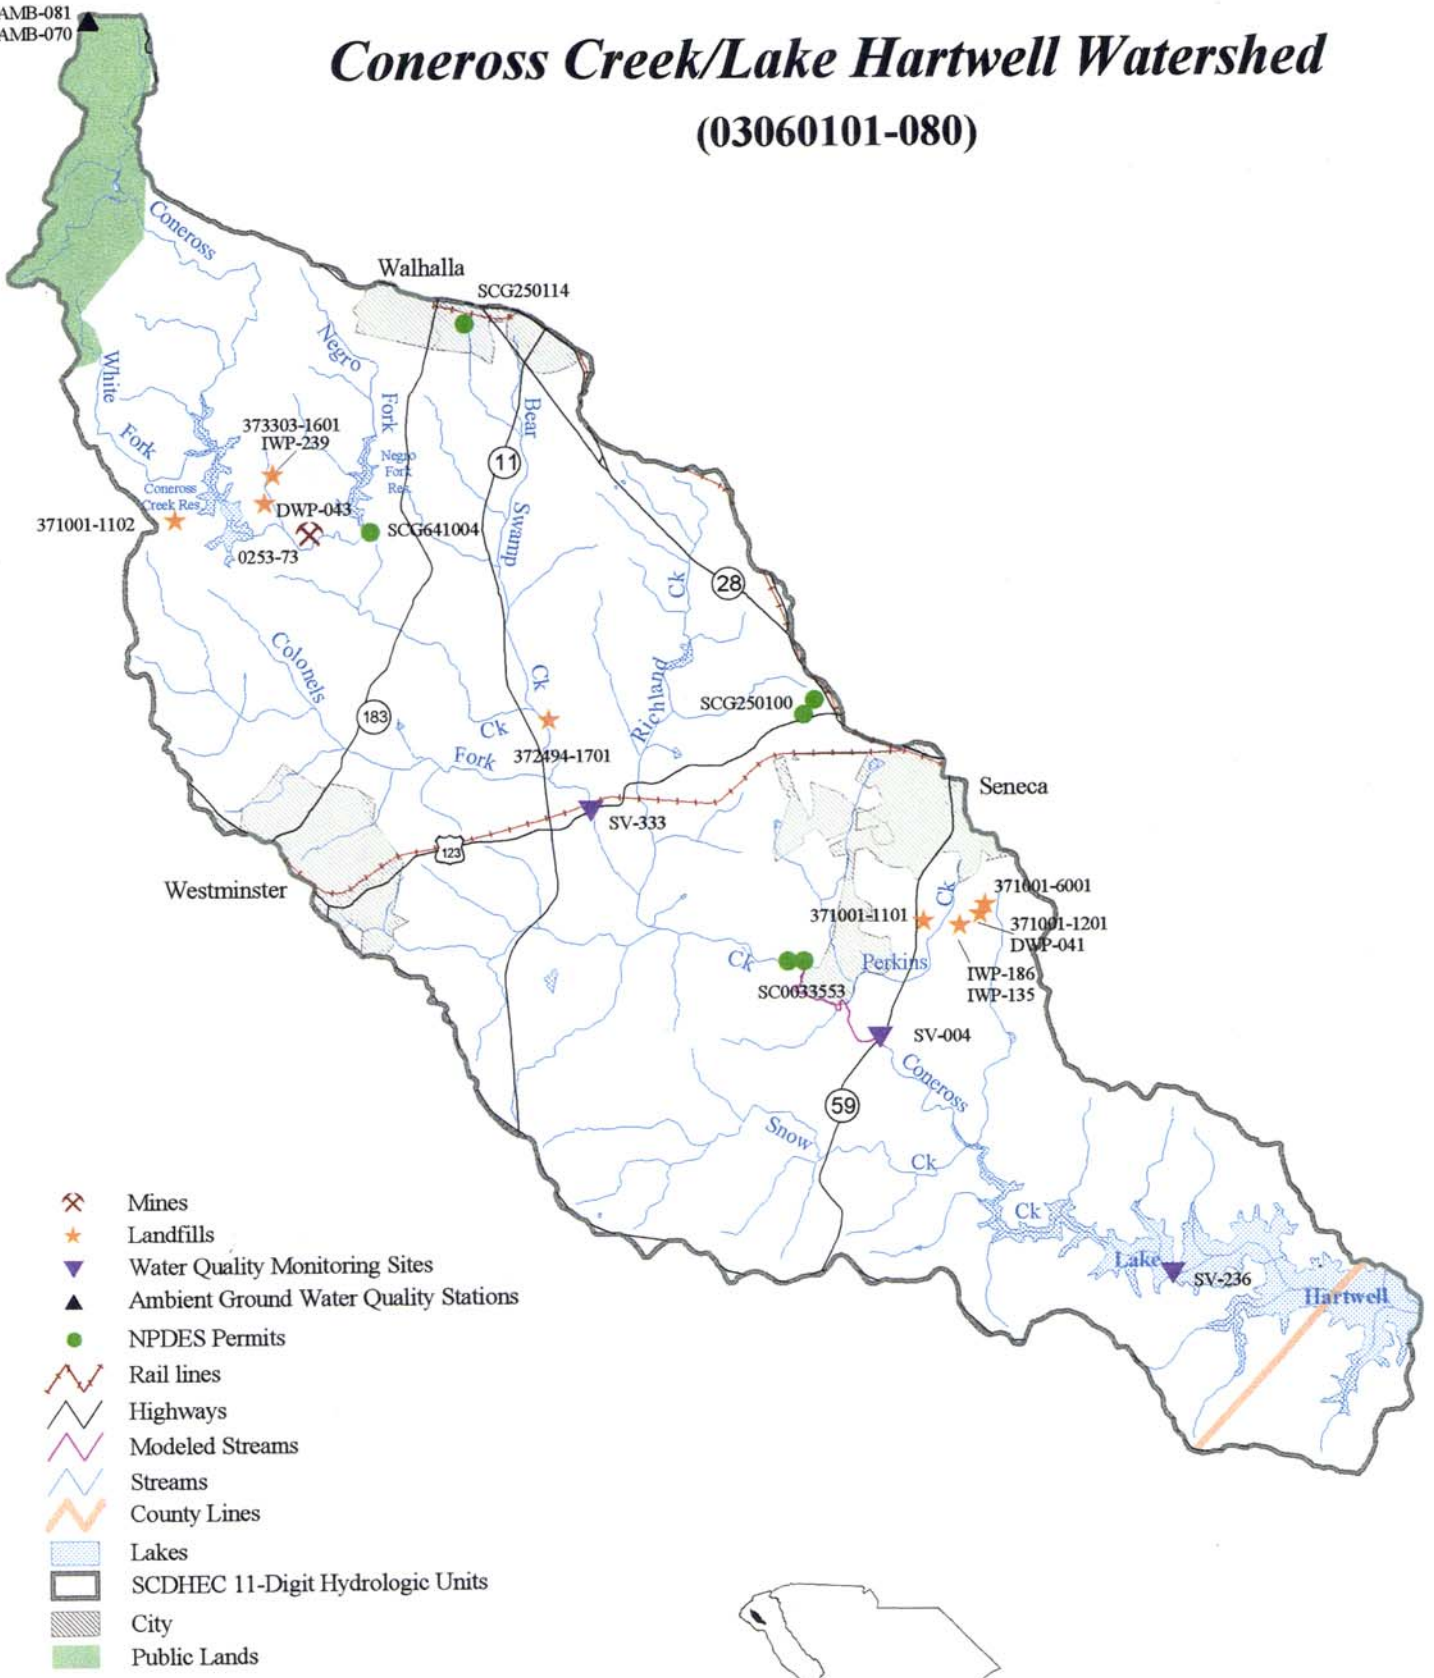 AMB-081
AMB-070
Coneross Creek/Lake Hartwell Watershed
(03060101-080)
Coneross
Walhalla
SCG250114
White
Fork
Negro
Fork
Bear
Swamp
Ck
11
373303-1601
IWP-239
Negro
Fork
Res
Coneross
Creek Res
DWP-043
371001-1102
SCG641004
0253-73
28
Ck
Richland
Colonels
Fork
Ck
183
SCG250100
372494-1701
Seneca
SV-333
123
Westminster
Ck
371001-6001
371001-1101
371001-1201
DWP-041
Ck
Perkins
IWP-186
IWP-135
SC0033553
SV-004
Coneross
59
Snow
Ck
Ck
Lake
SV-236
Hartwell
Mines
Landfills
Water Quality Monitoring Sites
Ambient Ground Water Quality Stations
NPDES Permits
Rail lines
Highways
Modeled Streams
Streams
County Lines
Lakes
SCDHEC 11-Digit Hydrologic Units
City
Public Lands